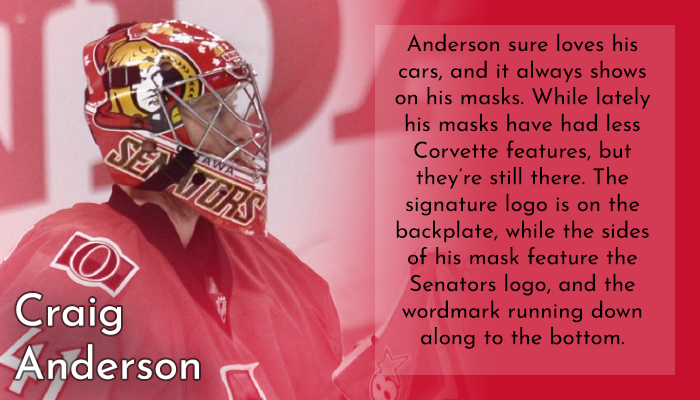 Anderson sure loves his
cars, and it always shows
on his masks. While lately
his masks have had less
Corvette features, but
they're still there. The
signature logo is on the
backplate, while the sides
of his mask feature the
Senators logo, and the
wordmark running down
along to the bottom.
OTTAWA
SENATORS
O
Craig
Anderson
41